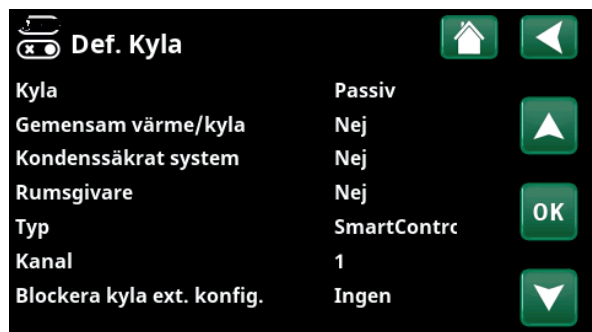 Def. Kyla
Kyla Passiv
Gemensam värme/kyla Nej
Kondenssäkrat system Nej
Rumsgivare Nej
Typ SmartContro
OK
Kanal 1
Blockera kyla ext. konfig. Ingen